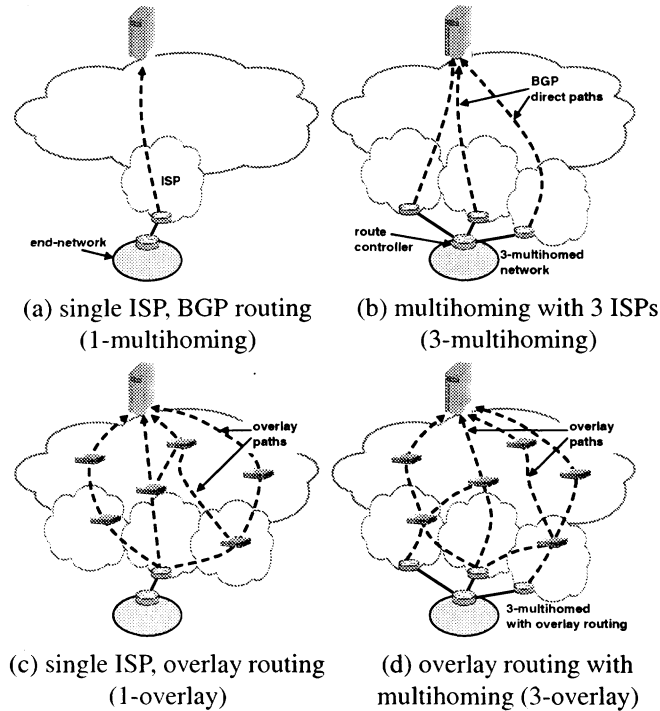 BGP
direct paths
ISP
end-network
route
controller
3-multihomed
network
(a) single ISP, BGP routing
(1-multihoming)
(b) multihoming with 3 ISPs
(3-multihoming)
overlay
paths
overlay
paths
3-multihomed
with overlay routing
(c) single ISP, overlay routing
(1-overlay)
(d) overlay routing with
multihoming (3-overlay)